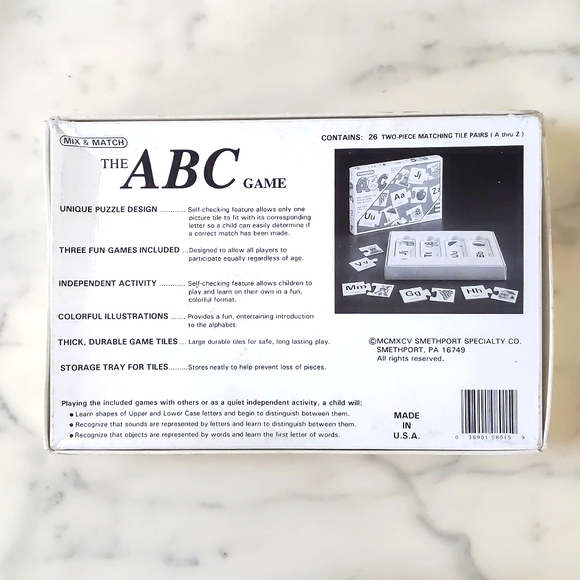 MIX & MATCH
THE ABC GAME
CONTAINS: 26 TWO-PIECE MATCHING TILE PAIRS (A thru Z)
UNIQUE PUZZLE DESIGN ............ Self-checking feature allows only one
picture tile to fit with its corresponding
letter so a child can easily determine if
a correct match has been made.
THREE FUN GAMES INCLUDED ...Designed to allow all players to
participate equally regardless of age.
INDEPENDENT ACTIVITY ............ Self-checking feature allows children to
play and learn on their own in a fun,
colorful format.
COLORFUL ILLUSTRATIONS ....... Provides a fun, entertaining introduction
to the alphabet.
THICK, DURABLE GAME TILES.... Large durable tiles for safe, long lasting play.
STORAGE TRAY FOR TILES.........Stores neatly to help prevent loss of pieces.
Playing the included games with others or as a quiet independent activity, a child will:
● Learn shapes of Upper and Lower Case letters and begin to distinguish between them.
● Recognize that sounds are represented by letters and learn to distinguish between them.
● Recognize that objects are represented by words and learn the first letter of words.
ABC
Jj
Aa
Zz
Uu
Vv
Mm
Gg
Hh
©MCMXCV SMETHPORT SPECIALTY CO.
SMETHPORT, PA 16749
All rights reserved.
MADE
IN
U.S.A.
0 38901 08015 9